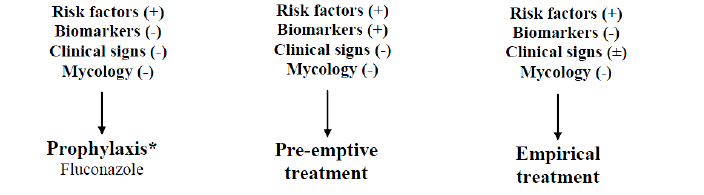 Risk factors (+)
Biomarkers (-)
Clinical signs (-)
Mycology (-)
Prophylaxis*
Fluconazole
Risk factors (+)
Biomarkers (+)
Clinical signs (-)
Mycology (-)
Pre-emptive
treatment
Risk factors (+)
Biomarkers (-)
Clinical signs (±)
Mycology (-)
Empirical
treatment